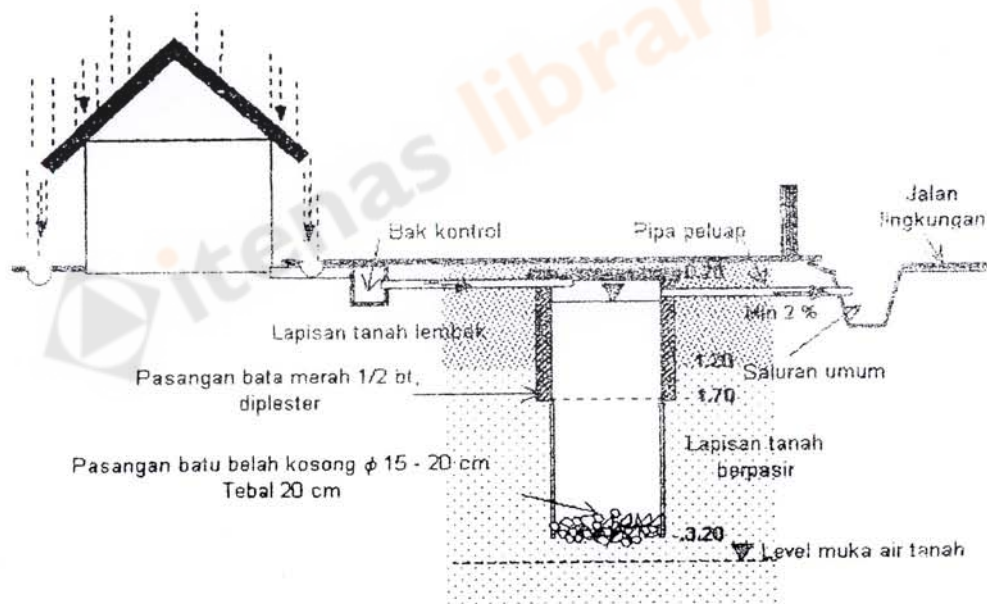 itenas library
Jalan
lingkungan
Bak kontrol
Pipa peluap
0.20
Lapisan tanah lembek
Min 2 %
Pasangan bata merah 1/2 bt,
diplester
-1.20
Saluran umum
-1.70
Lapisan tanah
berpasir
Pasangan batu belah kosong ϕ 15 - 20 cm
Tebal 20 cm
-3.20
Level muka air tanah